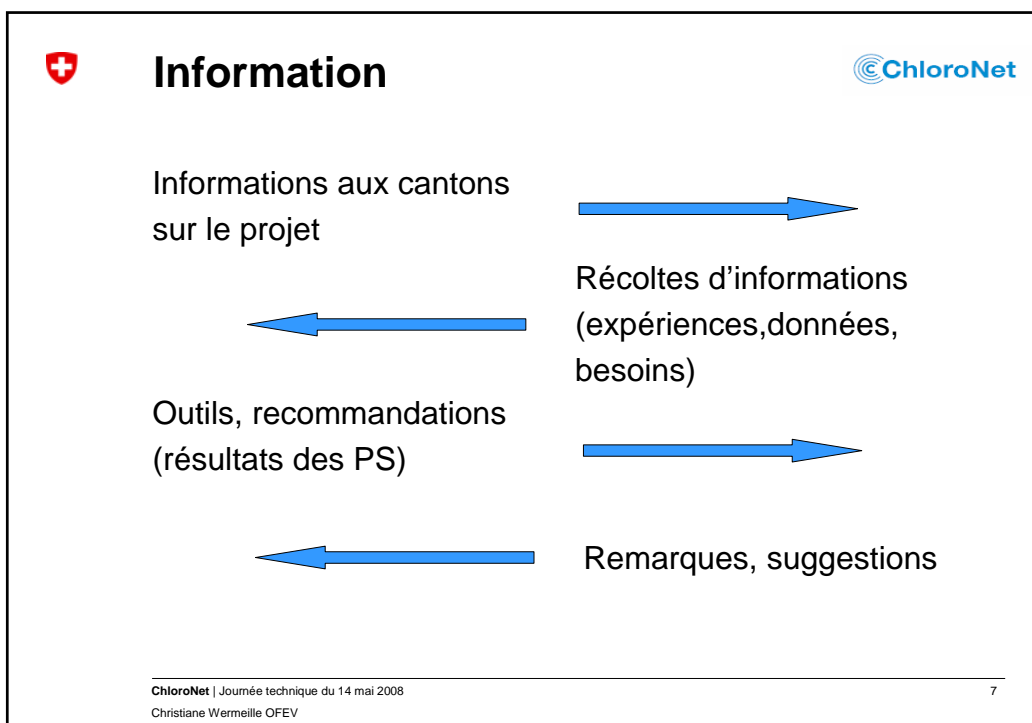 Information
ChloroNet
Informations aux cantons
sur le projet
Récoltes d'informations
(expériences,données,
besoins)
Outils, recommandations
(résultats des PS)
Remarques, suggestions
ChloroNet | Journée technique du 14 mai 2008
7
Christiane Wermeille OFEV